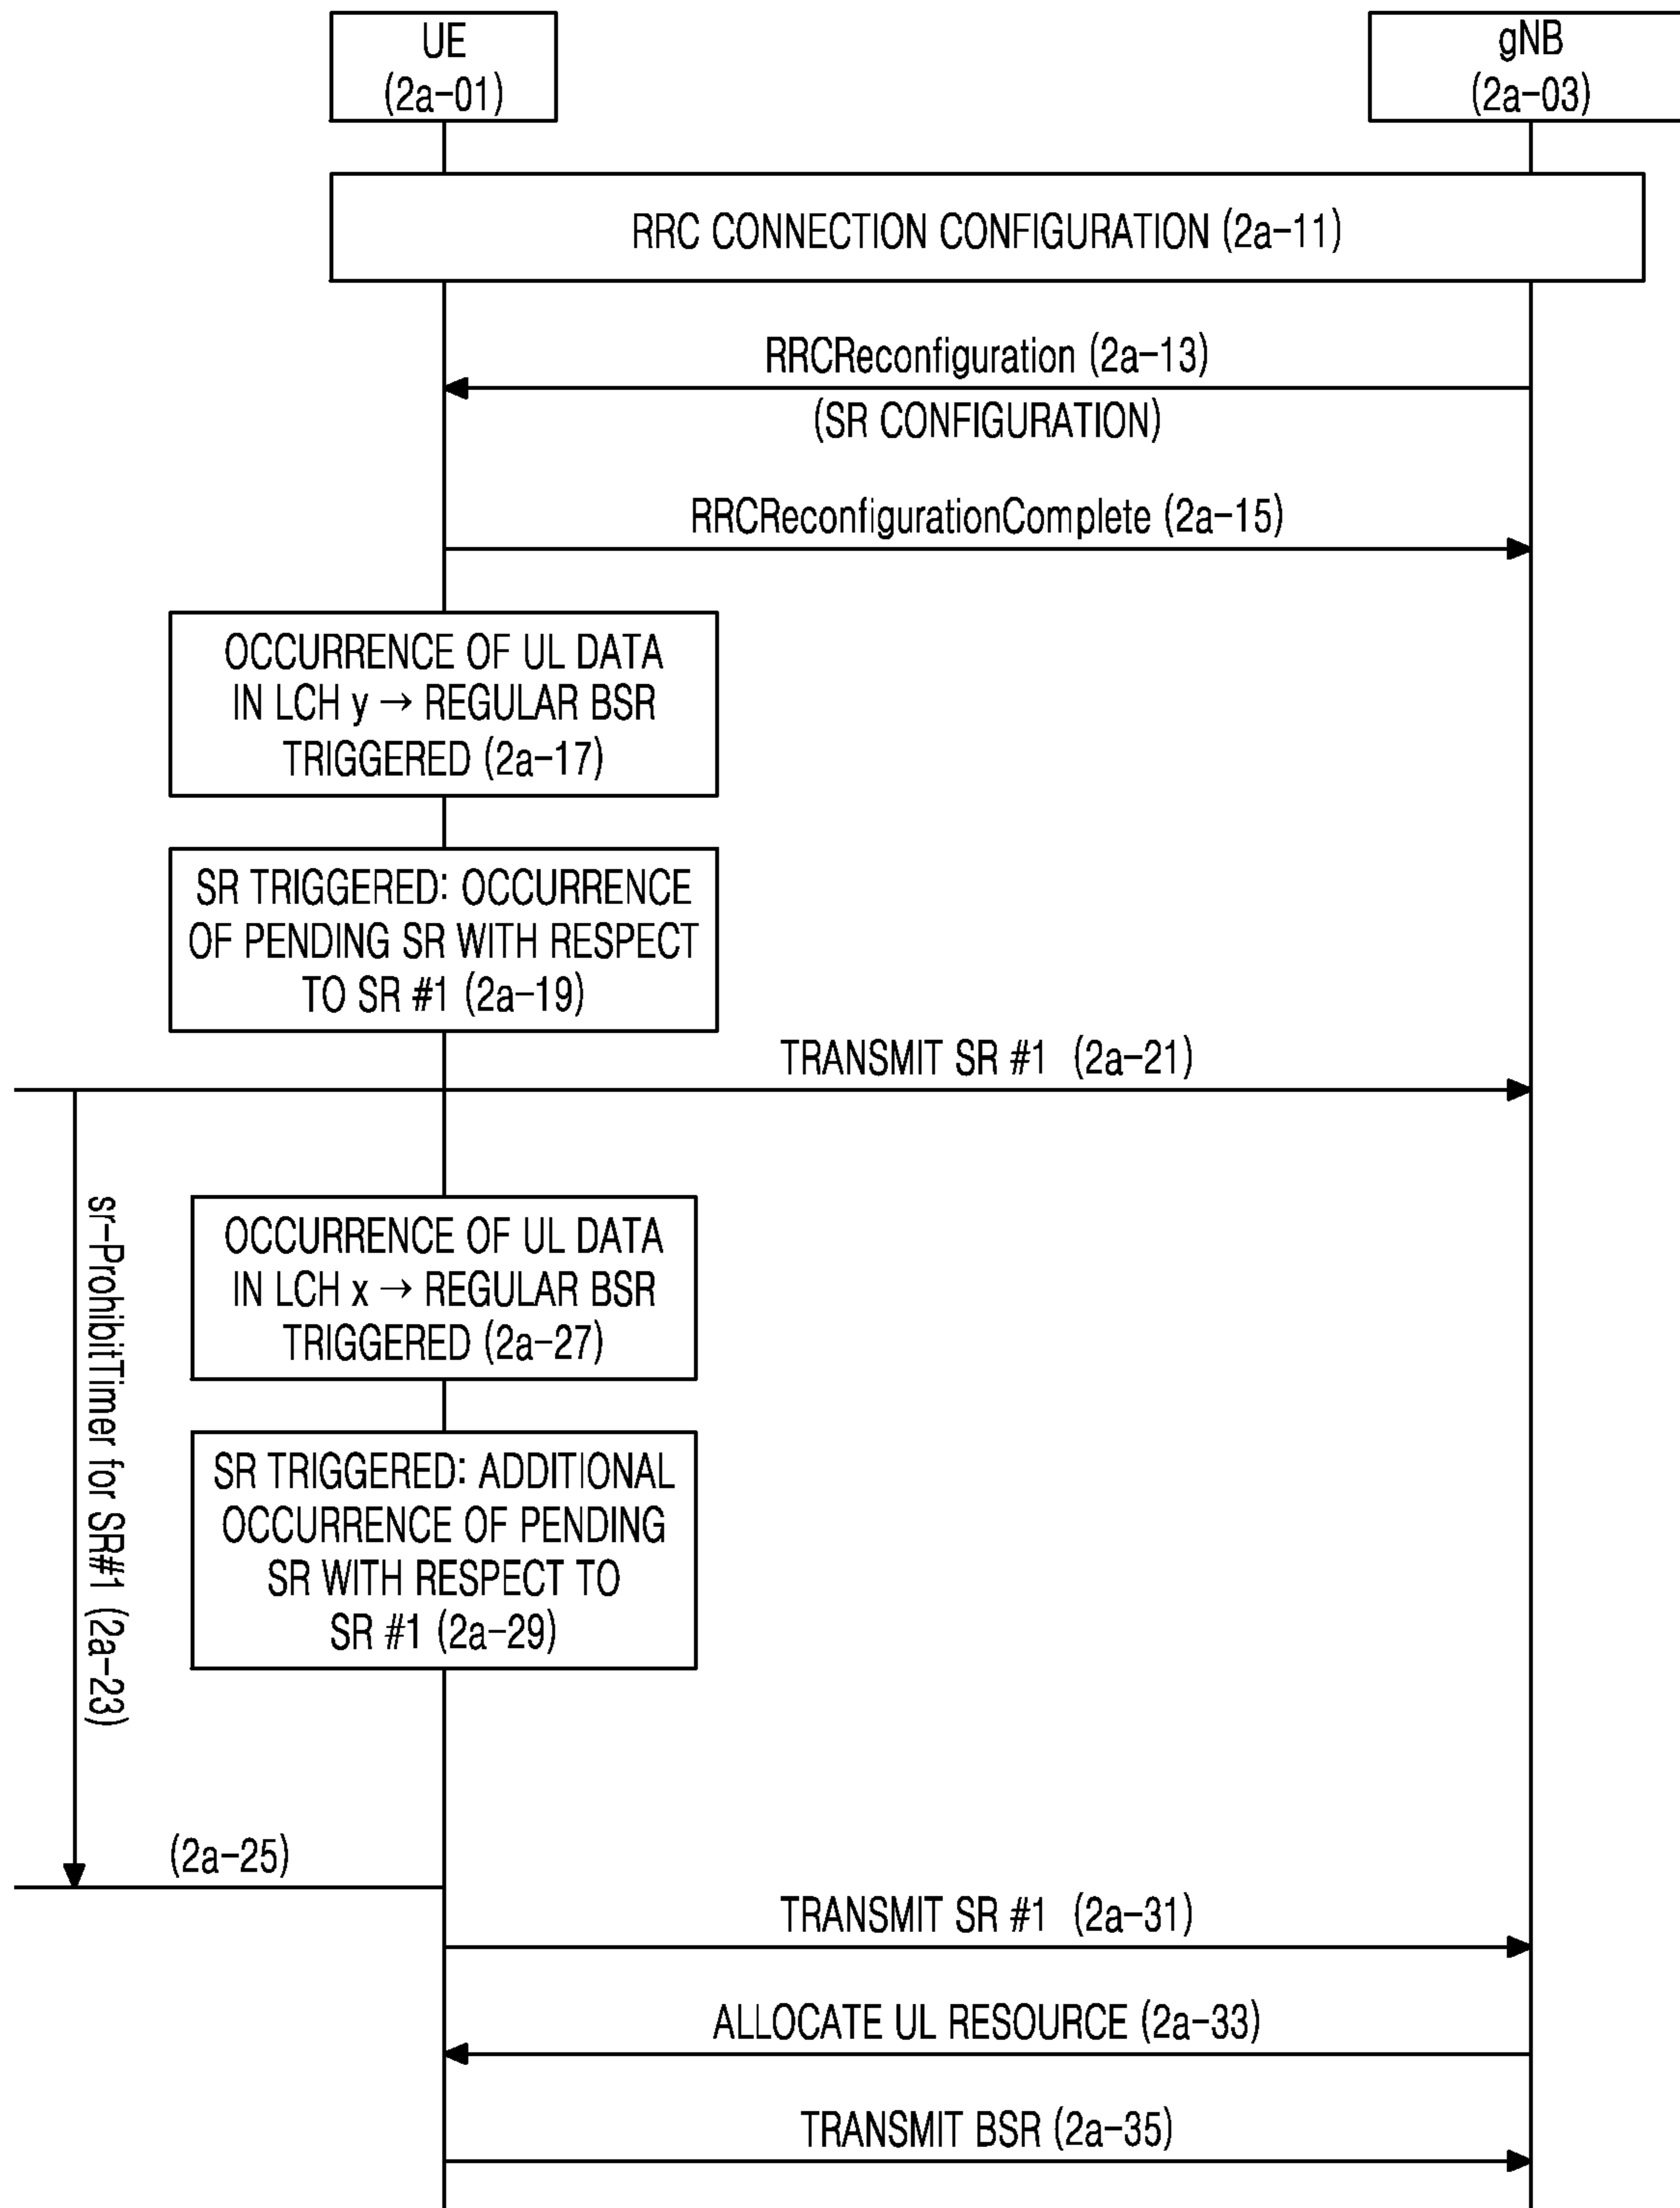 UE
(2a-01)
gNB
(2a-03)
RRC CONNECTION CONFIGURATION (2a-11)
RRCReconfiguration (2a-13)
(SR CONFIGURATION)
RRCReconfigurationComplete (2a-15)
OCCURRENCE OF UL DATA
IN LCH y → REGULAR BSR
TRIGGERED (2a-17)
SR TRIGGERED: OCCURRENCE
OF PENDING SR WITH RESPECT
TO SR #1 (2a-19)
TRANSMIT SR #1 (2a-21)
sr-ProhibitTimer for SR#1 (2a-23)
OCCURRENCE OF UL DATA
IN LCH x → REGULAR BSR
TRIGGERED (2a-27)
SR TRIGGERED: ADDITIONAL
OCCURRENCE OF PENDING
SR WITH RESPECT TO
SR #1 (2a-29)
(2a-25)
TRANSMIT SR #1 (2a-31)
ALLOCATE UL RESOURCE (2a-33)
TRANSMIT BSR (2a-35)